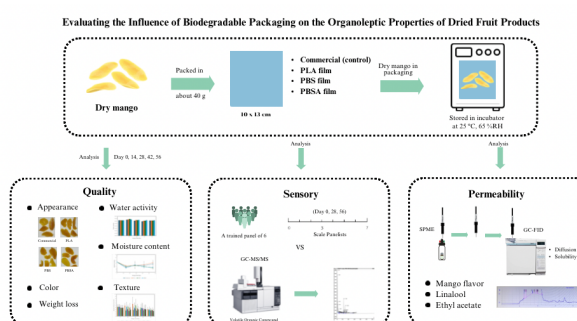 Evaluating the Influence of Biodegradable Packaging on the Organoleptic Properties of Dried Fruit Products
Dry mango
Packed in
about 40 g
10 x 13 cm
• Commercial (control)
• PLA film
• PBS film
• PBSA film
Dry mango in
packaging
Stored in incubator
at 25 °C, 65 %RH
Analysis
Day 0, 14, 28, 42, 56
Analysis
Analysis
Quality
• Appearance
Commercial
PLA
PBS
PBSA
• Color
• Weight loss
• Water activity
• Moisture content
• Texture
Sensory
A trained panel of 6
(Day 0, 28, 56)
Scale Panelists
VS
GC-MS/MS
Volatile Organic Compound
Permeability
SPME
GC-FID
• Diffusion
• Solubility
• Mango flavor
• Linalool
• Ethyl acetate